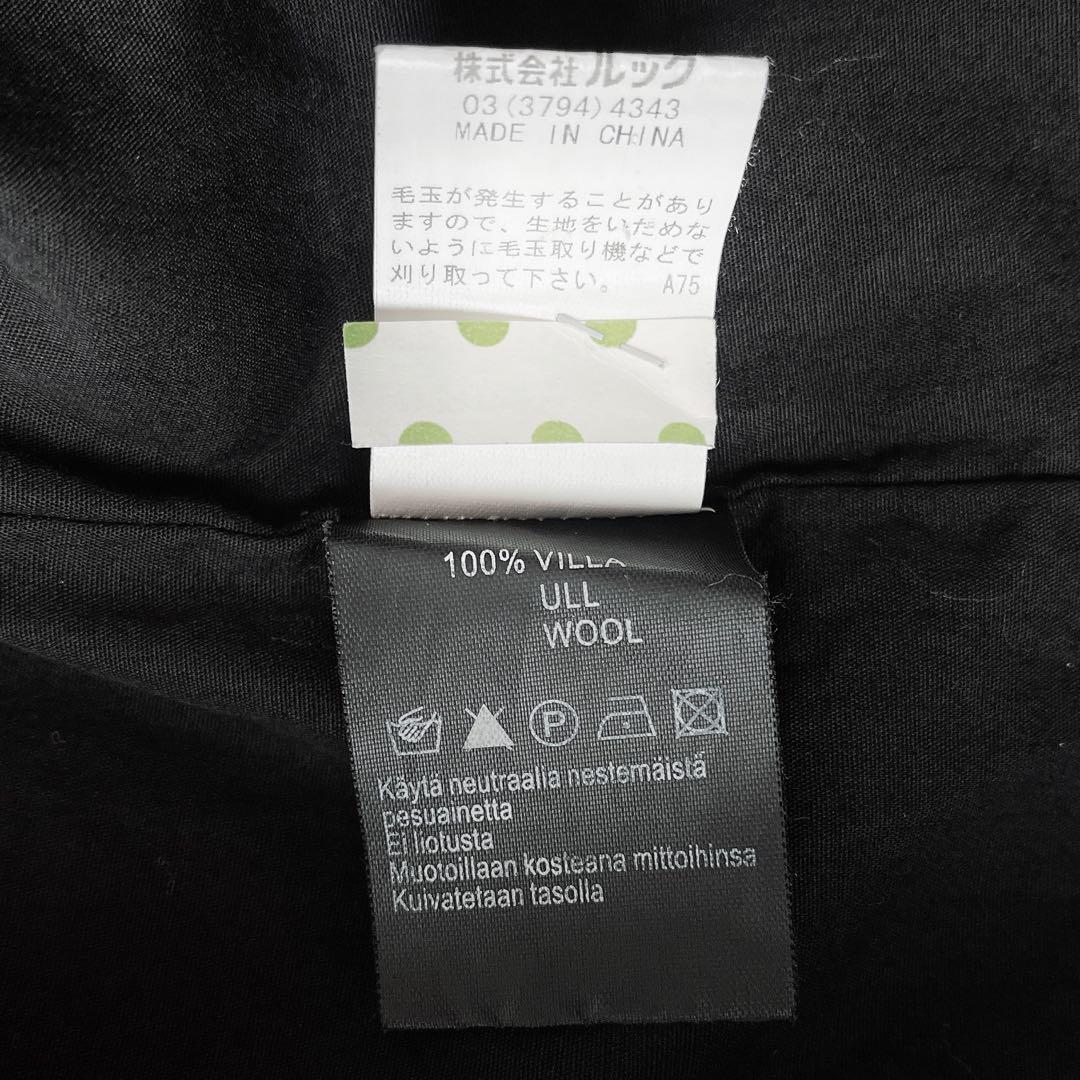 株式会社ルック
03(3794)4343
MADE IN CHINA
毛玉が発生することがあり
ますので、生地をいためな
いように毛玉取り機などで
刈り取って下さい。 A75
100% VILLA
ULL
WOOL
P
Käytä neutraalia nestemäistä
pesuainetta
Ei liotusta
Muotoillaan kosteana mittoihinsa
Kuivatetaan tasolla